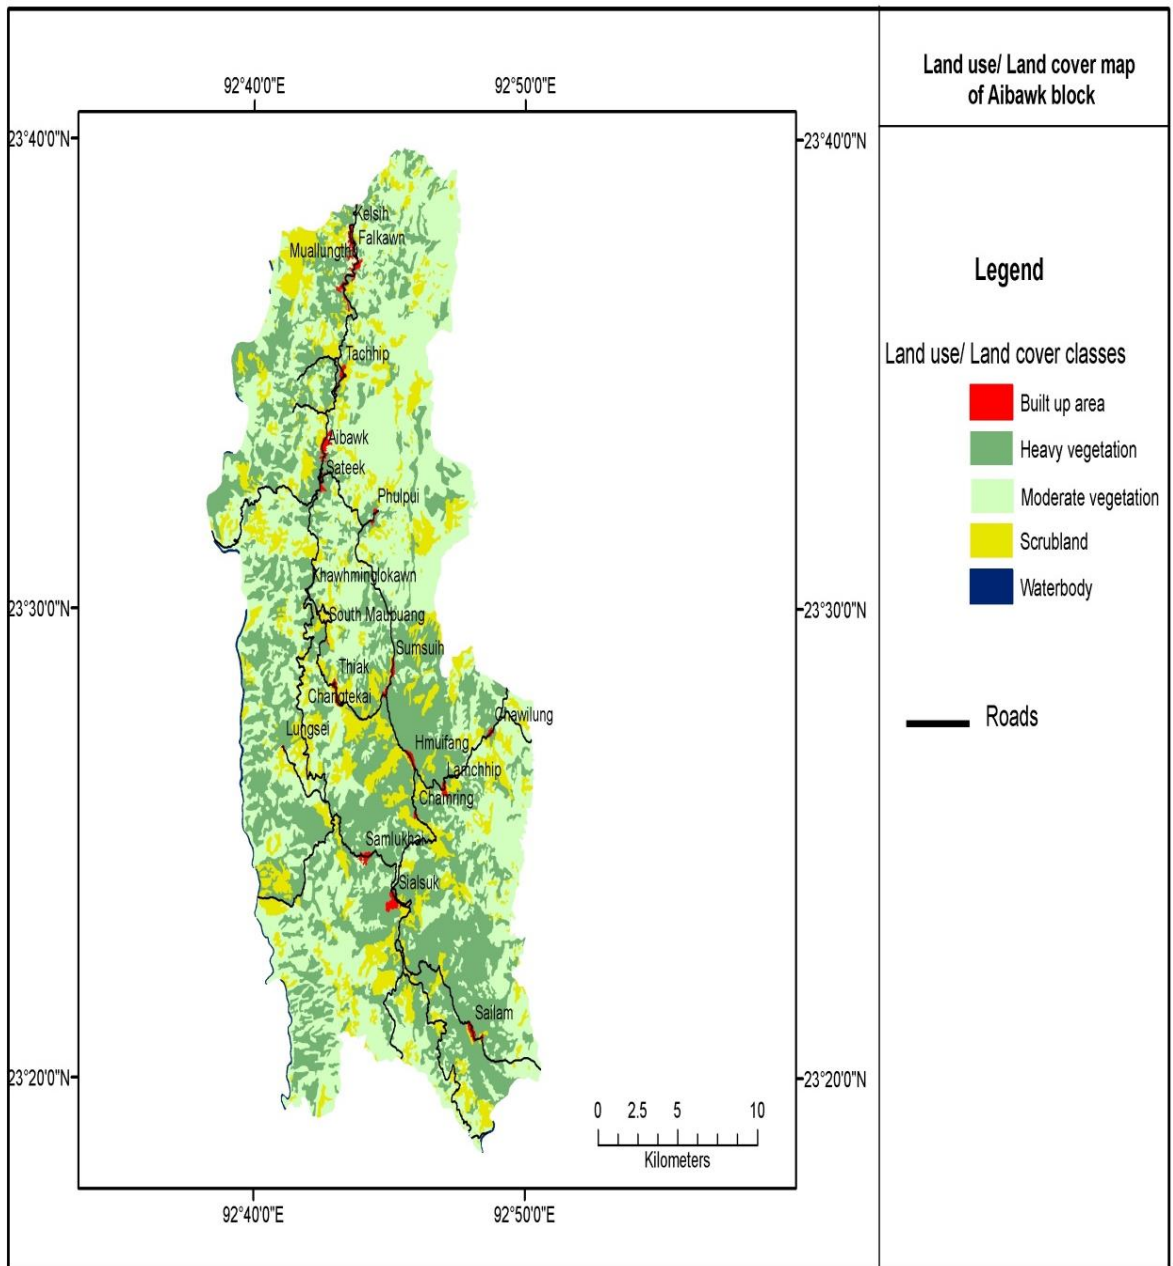 Land use/ Land cover map
of Aibawk block
92°40'0"E
92°50'0"E
23°40'0"N
23°40'0"N
Kelsih
Falkawn
Muallungthu
Tachhip
Aibawk
Sateek
Phulpui
Khawhminglokawn
23°30'0"N
23°30'0"N
South Maubuang
Sumsuih
Thiak
Changtekai
Chawilung
Lungsei
Hmuifang
Lamchhip
Chamring
Samlukhai
Sialsuk
Sailam
23°20'0"N
23°20'0"N
0 2.5 5 10
Kilometers
92°40'0"E
92°50'0"E
Legend
Land use/ Land cover classes
Built up area
Heavy vegetation
Moderate vegetation
Scrubland
Waterbody
Roads